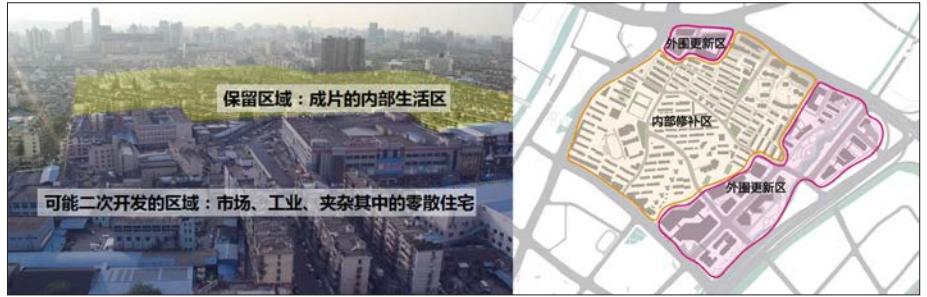 保留区域：成片的内部生活区
可能二次开发的区域：市场、工业、夹杂其中的零散住宅
外围更新区
内部修补区
外围更新区